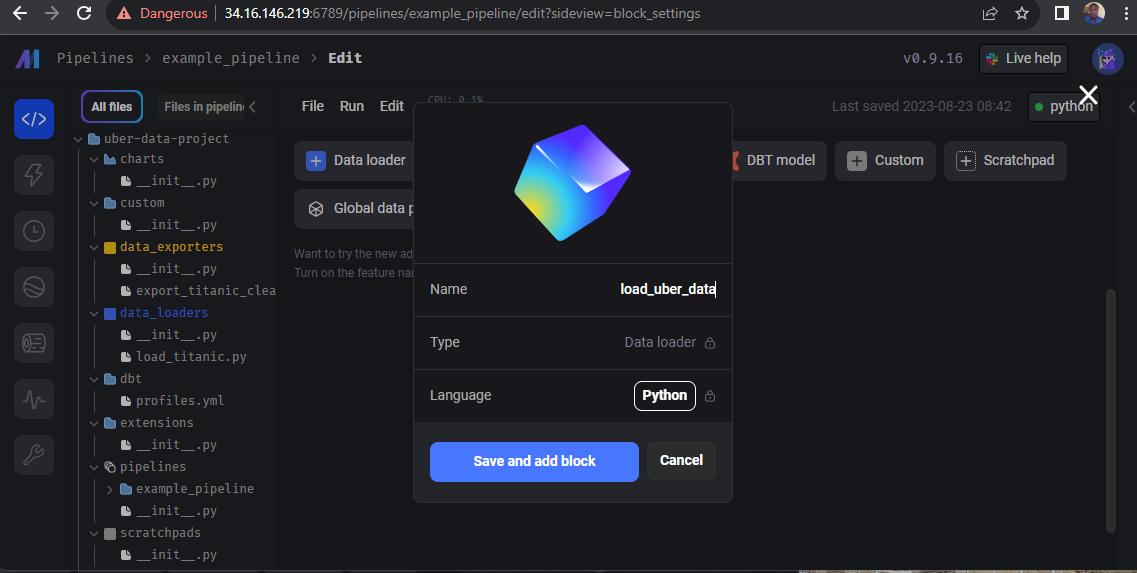 Dangerous | 34.16.146.219:6789/pipelines/example_pipeline/edit?sideview=block_settings
Pipelines > example_pipeline > Edit
v0.9.16
Live help
All files
Files in pipelin
File Run Edit
CPU: 0.1%
Last saved 2023-08-23 08:42
python
uber-data-project
charts
__init__.py
custom
__init__.py
data_exporters
__init__.py
export_titanic_clea
data_loaders
__init__.py
load_titanic.py
dbt
profiles.yml
extensions
__init__.py
pipelines
example_pipeline
__init__.py
scratchpads
__init__.py
Data loader
DBT model
Custom
Scratchpad
Global data p
Want to try the new ad
Turn on the feature nam
Name load_uber_data
Type Data loader
Language Python
Save and add block
Cancel